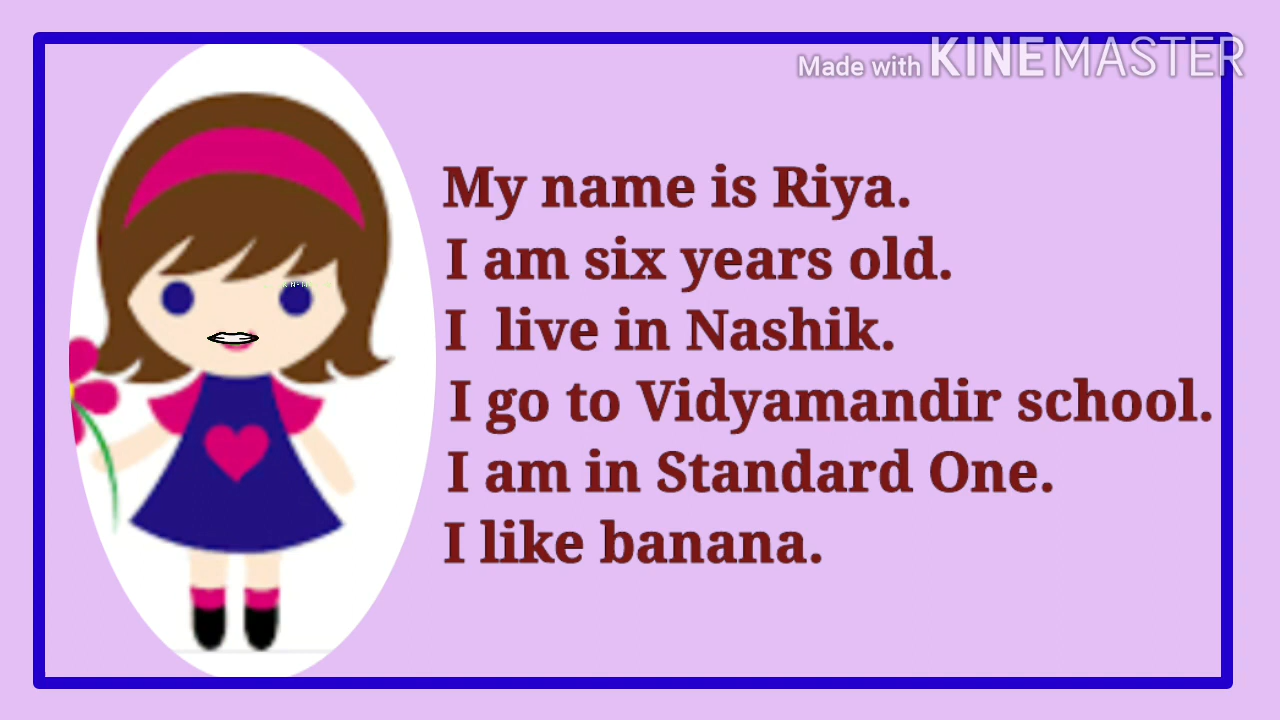 Made with KINEMASTER
My name is Riya.
I am six years old.
I live in Nashik.
I go to Vidyamandir school.
I am in Standard One.
I like banana.